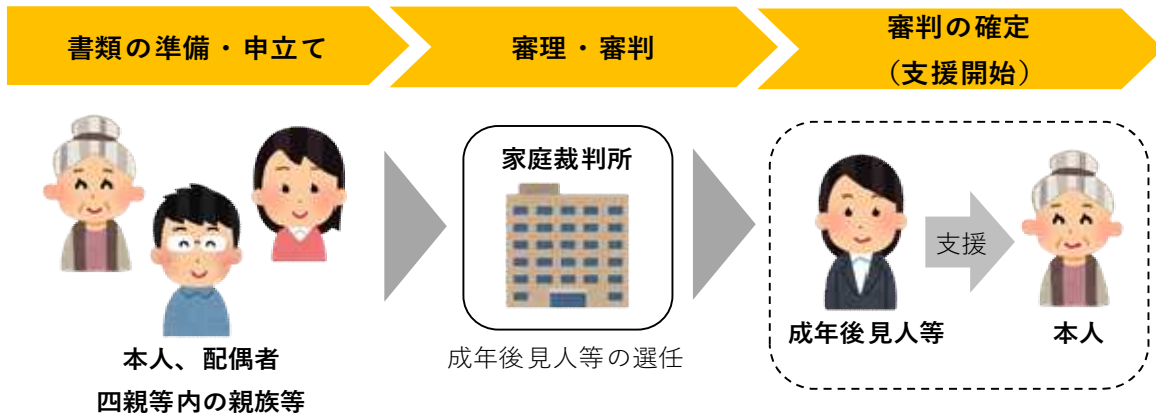 書類の準備・申立て
審理・審判
審判の確定
（支援開始）
家庭裁判所
支援
成年後見人等
本人
成年後見人等の選任
本人、配偶者
四親等内の親族等